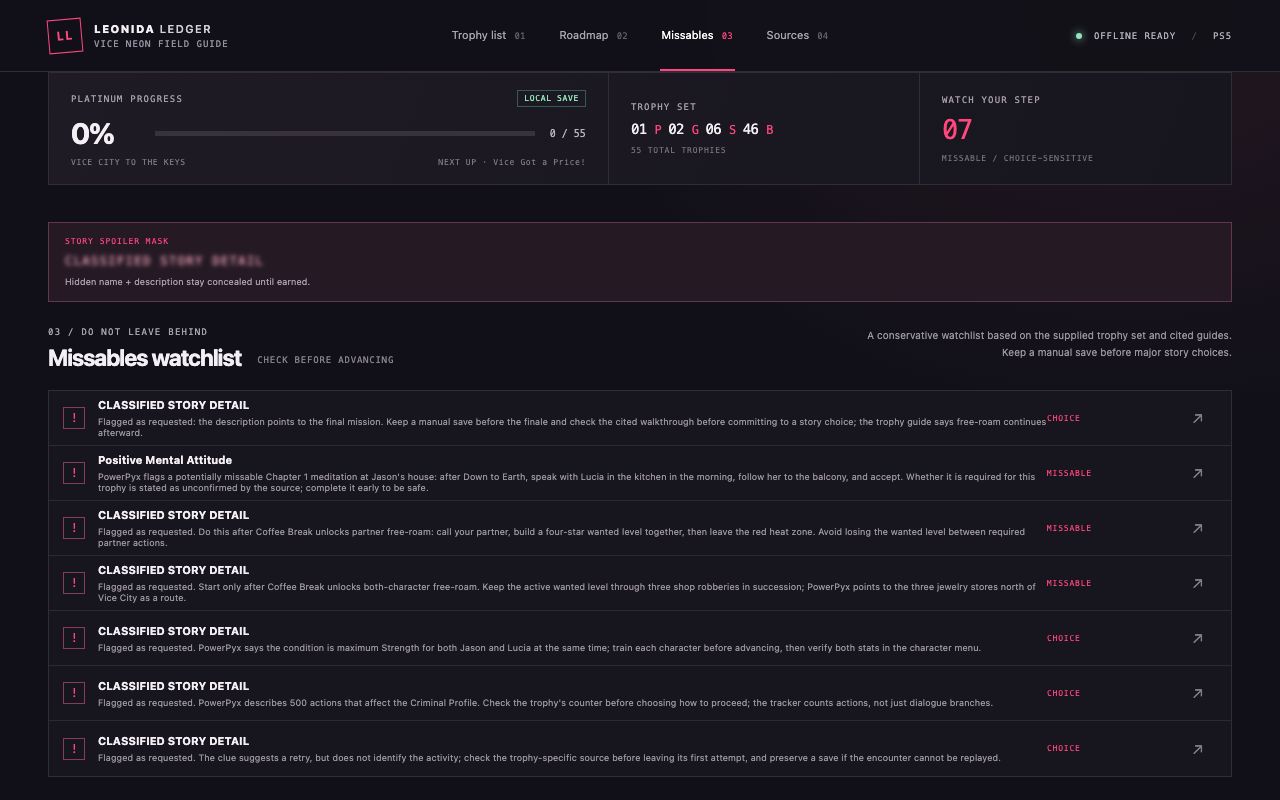 LL
LEONIDA LEDGER
VICE NEON FIELD GUIDE
Trophy list 01
Roadmap 02
Missables 03
Sources 04
OFFLINE READY / PS5
PLATINUM PROGRESS
LOCAL SAVE
0%
0 / 55
VICE CITY TO THE KEYS
NEXT UP · Vice Got a Price!
TROPHY SET
01 P 02 G 06 S 46 B
55 TOTAL TROPHIES
WATCH YOUR STEP
07
MISSABLE / CHOICE-SENSITIVE
STORY SPOILER MASK
CLASSIFIED STORY DETAIL
Hidden name + description stay concealed until earned.
03 / DO NOT LEAVE BEHIND
Missables watchlist
CHECK BEFORE ADVANCING
A conservative watchlist based on the supplied trophy set and cited guides.
Keep a manual save before major story choices.
!
CLASSIFIED STORY DETAIL
Flagged as requested: the description points to the final mission. Keep a manual save before the finale and check the cited walkthrough before committing to a story choice; the trophy guide says free-roam continues
afterward.
CHOICE
!
Positive Mental Attitude
PowerPyx flags a potentially missable Chapter 1 meditation at Jason's house: after Down to Earth, speak with Lucia in the kitchen in the morning, follow her to the balcony, and accept. Whether it is required for this
trophy is stated as unconfirmed by the source; complete it early to be safe.
MISSABLE
!
CLASSIFIED STORY DETAIL
Flagged as requested. Do this after Coffee Break unlocks partner free-roam: call your partner, build a four-star wanted level together, then leave the red heat zone. Avoid losing the wanted level between required
partner actions.
MISSABLE
!
CLASSIFIED STORY DETAIL
Flagged as requested. Start only after Coffee Break unlocks both-character free-roam. Keep the active wanted level through three shop robberies in succession; PowerPyx points to the three jewelry stores north of
Vice City as a route.
MISSABLE
!
CLASSIFIED STORY DETAIL
Flagged as requested. PowerPyx says the condition is maximum Strength for both Jason and Lucia at the same time; train each character before advancing, then verify both stats in the character menu.
CHOICE
!
CLASSIFIED STORY DETAIL
Flagged as requested. PowerPyx describes 500 actions that affect the Criminal Profile. Check the trophy's counter before choosing how to proceed; the tracker counts actions, not just dialogue branches.
CHOICE
!
CLASSIFIED STORY DETAIL
Flagged as requested. The clue suggests a retry, but does not identify the activity; check the trophy-specific source before leaving its first attempt, and preserve a save if the encounter cannot be replayed.
CHOICE